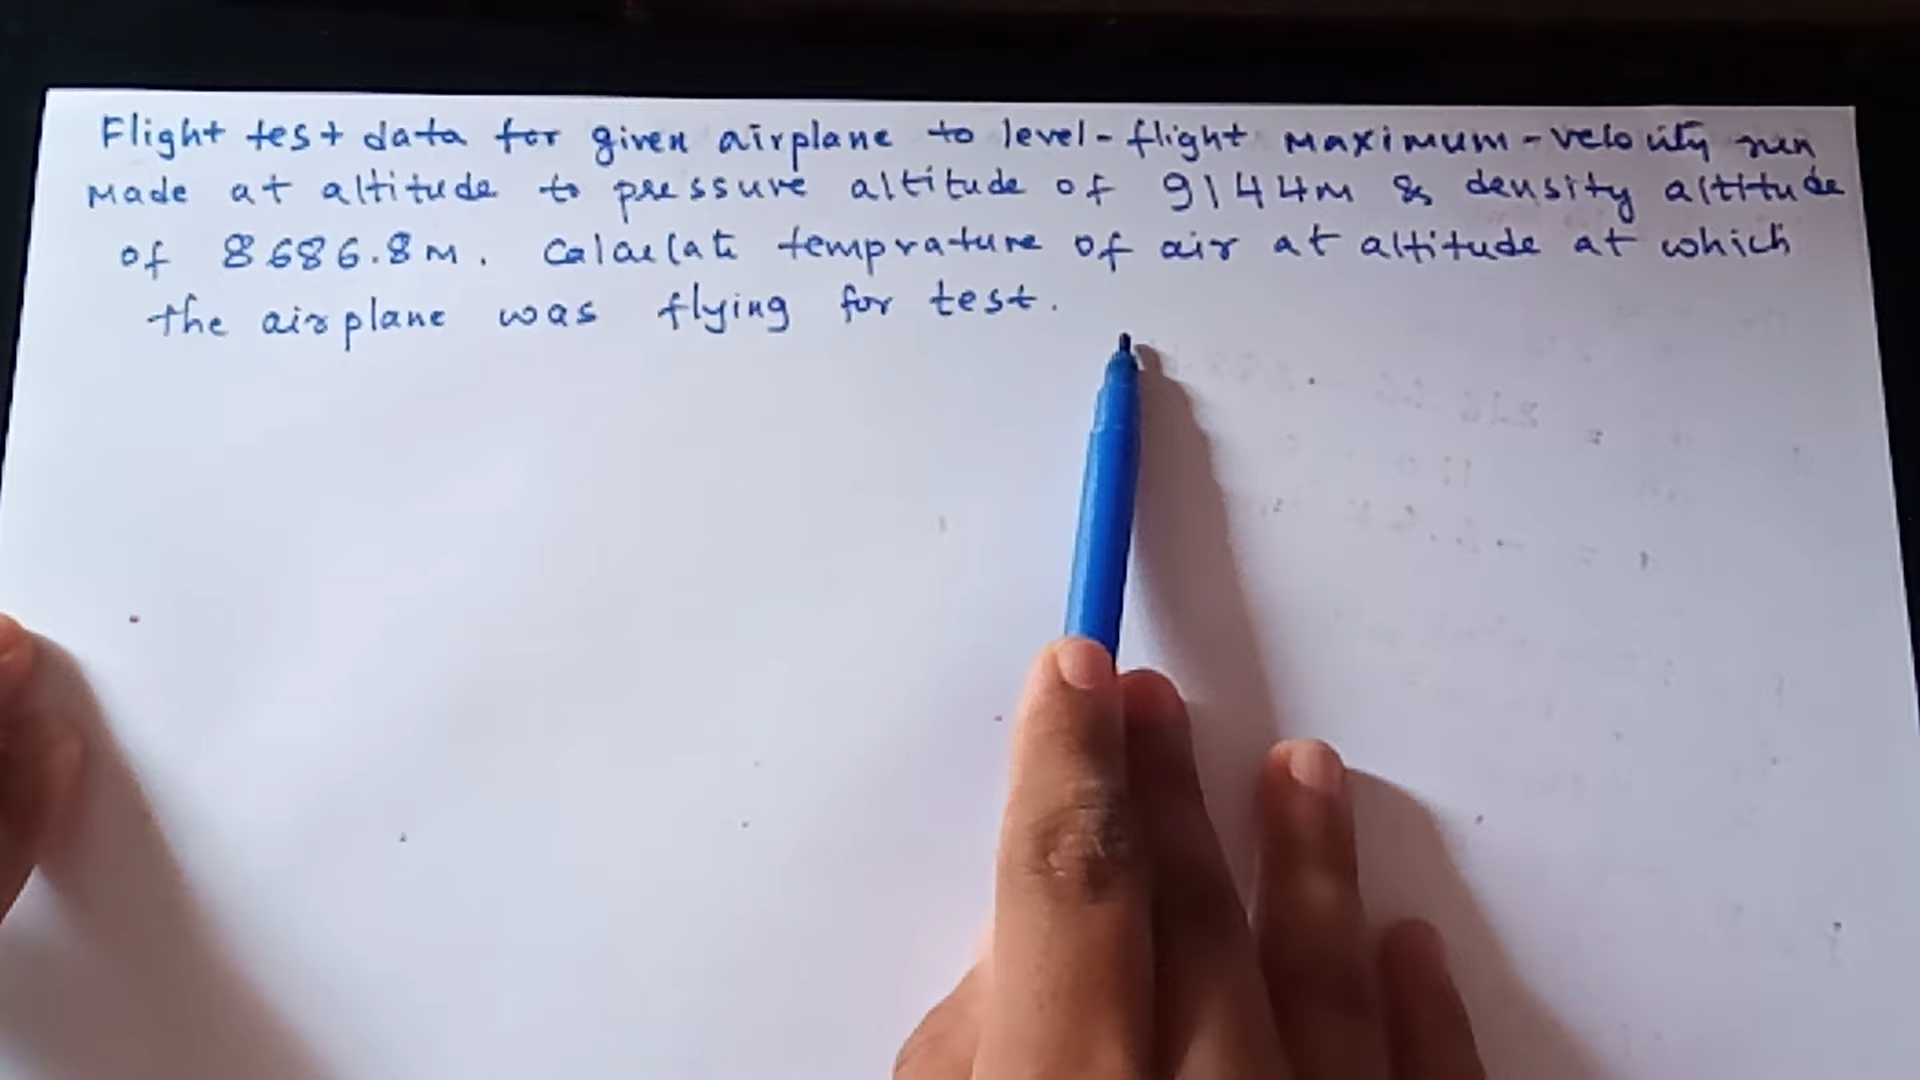 Flight test data for given airplane to level-flight maximum-velocity run
made at altitude to pressure altitude of 9144m & density altitude
of 8686.8m. Calculate temprature of air at altitude at which
the airplane was flying for test.